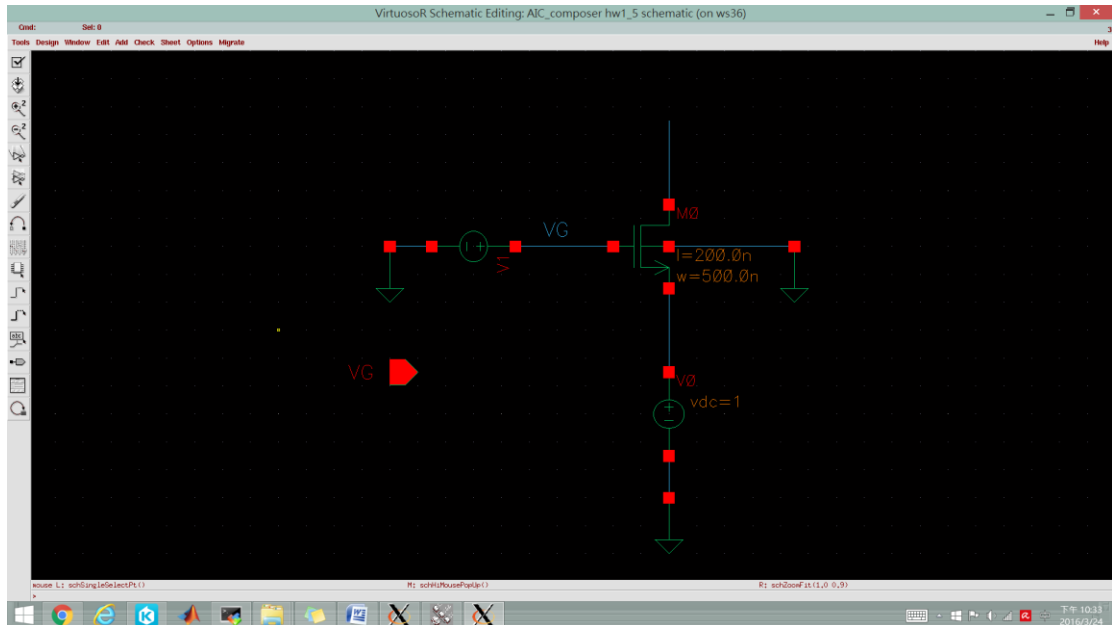 VirtuosoR Schematic Editing: AIC_composer hw1_5 schematic (on ws36)
Cmd: Sel: 0 3
Tools Design Window Edit Add Check Sheet Options Migrate Help
M0
VG
V1
l=200.0n
w=500.0n
VG
V0
vdc=1
mouse L: schSingleSelectPt() M: schHiMousePopUp() R: schZoomFit(1.0 0.9)
>
下午 10:33
2016/3/24